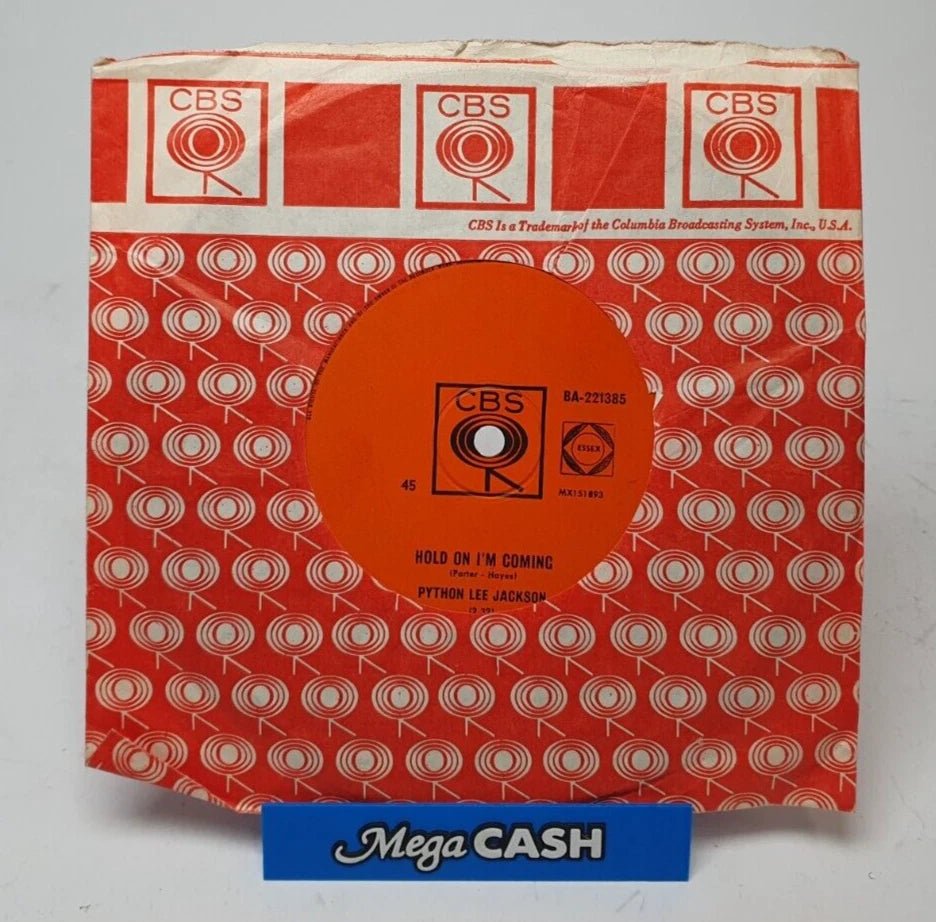 CBS
CBS
CBS
CBS Is a Trademark of the Columbia Broadcasting System, Inc., U.S.A.
CBS
BA-221385
ESSEX
45
MX151893
HOLD ON I'M COMING
(Porter - Hayes)
PYTHON LEE JACKSON
Mega CASH